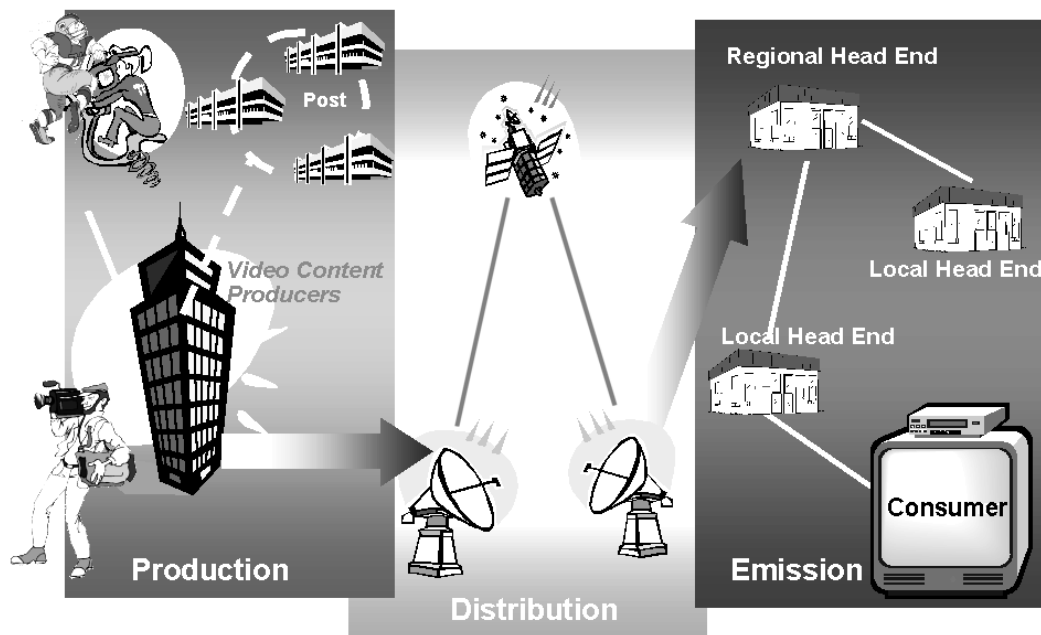 Post
Video Content
Producers
Production
Distribution
Regional Head End
Local Head End
Local Head End
Consumer
Emission